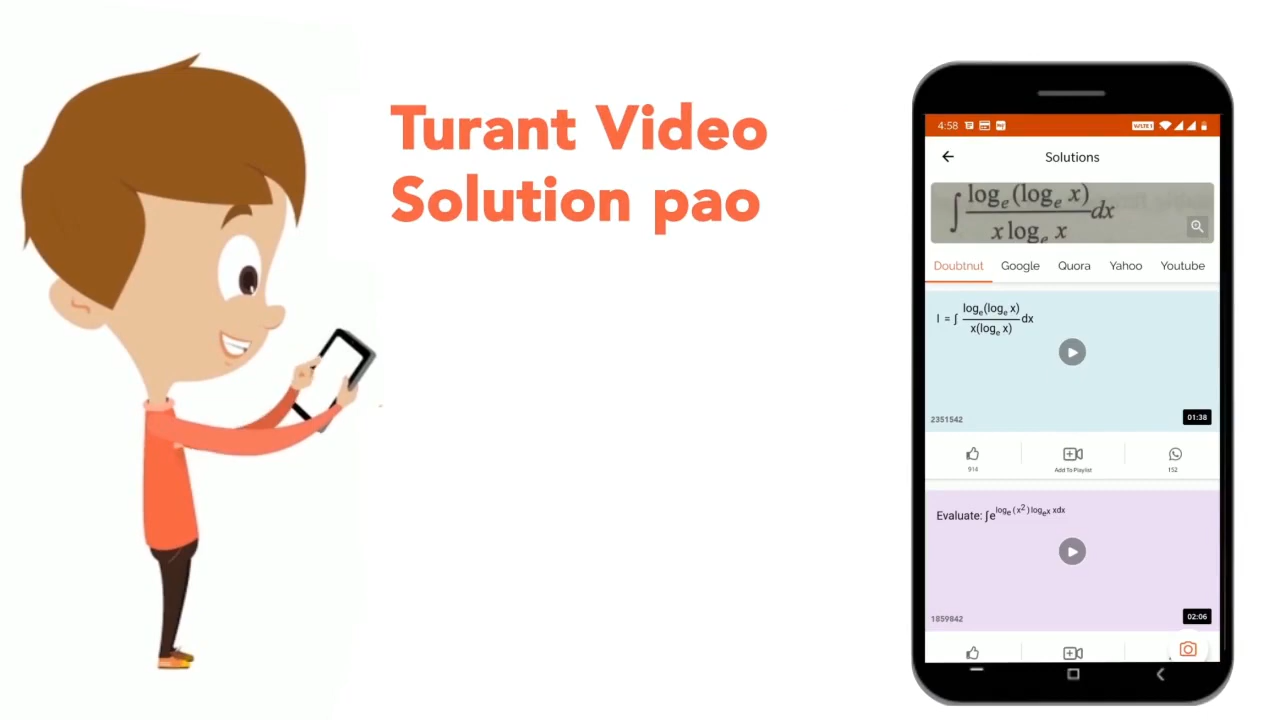 Turant Video
Solution pao
4:58
VoLTE1
Solutions
∫ logₑ(logₑ x) / x logₑ x dx
Doubtnut Google Quora Yahoo Youtube
I = ∫ logₑ(logₑ x) / x(logₑ x) dx
2351542 01:38
914 Add To Playlist 152
Evaluate: ∫e^logₑ(x²)logₑx xdx
1859842 02:06